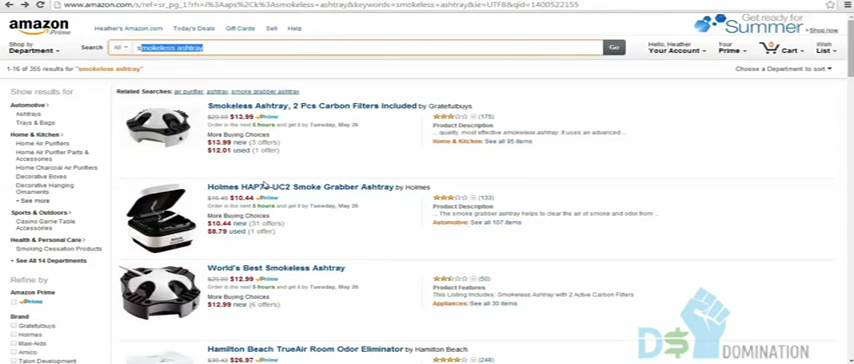 www.amazon.com/s/ref=sr_pg_1?rh=i%3Aaps%2Ck%3Asmokeless+ashtray&keywords=smokeless+ashtray&ie=UTF8&qid=1400522155
amazon Prime
Heather's Amazon.com Today's Deals Gift Cards Sell Help
Get ready for Summer Shop now
Shop by Department
Search All smokeless ashtray Go
Hello, Heather Your Account
Your Prime
0 Cart
Wish List
1-16 of 355 results for "smokeless ashtray"
Choose a Department to sort
Show results for
Automotive
Ashtrays
Trays & Bags
Home & Kitchen
Home Air Purifiers
Home Air Purifier Parts & Accessories
Home Charcoal Air Purifiers
Decorative Boxes
Decorative Hanging Ornaments
+ See more
Sports & Outdoors
Casino Game Table Accessories
Health & Personal Care
Smoking Cessation Products
+ See All 14 Departments
Refine by
Amazon Prime
Prime
Brand
Gratefulbuys
Holmes
Maxi-Aids
Amico
Talon Development
Related Searches: air purifier, ashtray, smoke grabber ashtray
Smokeless Ashtray, 2 Pcs Carbon Filters Included by Gratefulbuys
$29.99 $13.99 Prime
Order in the next 5 hours and get it by Tuesday, May 26
More Buying Choices
$13.99 new (3 offers)
$12.01 used (1 offer)
(175)
Product Description
... quality, most effective smokeless ashtray. It uses an advanced ...
Home & Kitchen: See all 95 items
Holmes HAP72-UC2 Smoke Grabber Ashtray by Holmes
$10.44 Prime
Order in the next 5 hours and get it by Tuesday, May 26
More Buying Choices
$10.44 new (31 offers)
$8.79 used (1 offer)
(133)
Product Description
... The smoke grabber ashtray helps to clear the air of smoke and odor from ...
Automotive: See all 107 items
World's Best Smokeless Ashtray
$29.99 $12.99 Prime
Order in the next 5 hours and get it by Tuesday, May 26
More Buying Choices
$12.99 new (6 offers)
(50)
Product Features
This Listing Includes: Smokeless Ashtray with 2 Active Carbon Filters
Appliances: See all 30 items
Hamilton Beach TrueAir Room Odor Eliminator by Hamilton Beach
$26.97 Prime
(248)
D$ DOMINATION